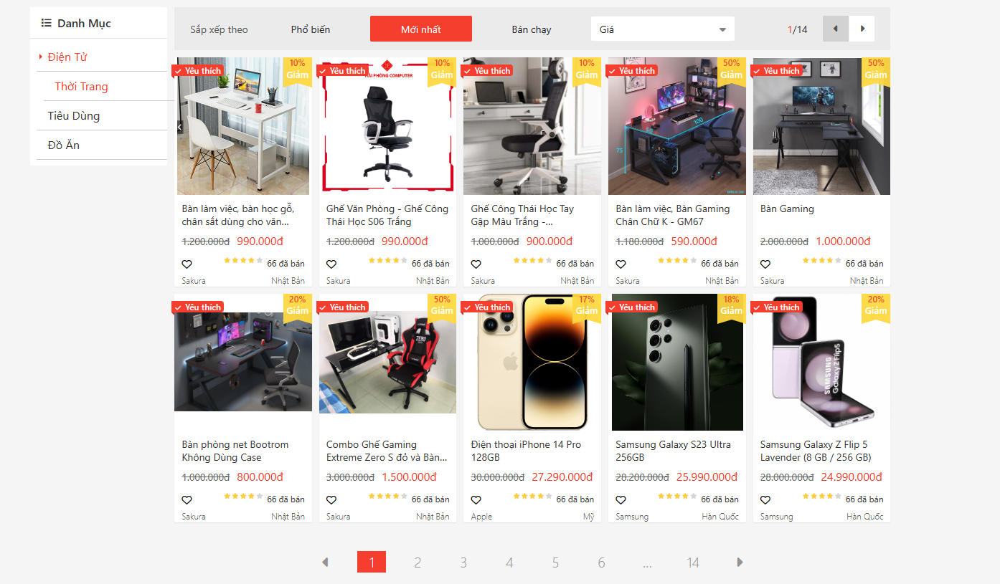 Danh Mục
Điện Tử
Thời Trang
Tiêu Dùng
Đồ Ăn
Sắp xếp theo
Phổ biến
Mới nhất
Bán chạy
Giá
1/14
Yêu thích
10%
Giảm
Bàn làm việc, bàn học gỗ,
chân sắt dùng cho văn...
1.200.000đ 990.000đ
66 đã bán
Sakura
Nhật Bản
Yêu thích
10%
Giảm
PHONG COMPUTER
Ghế Văn Phòng - Ghế Công
Thái Học S06 Trắng
1.200.000đ 990.000đ
66 đã bán
Sakura
Nhật Bản
Yêu thích
10%
Giảm
Ghế Công Thái Học Tay
Gập Màu Trắng -...
1.000.000đ 900.000đ
66 đã bán
Sakura
Nhật Bản
Yêu thích
50%
Giảm
100
75
Bàn làm việc, Bàn Gaming
Chân Chữ K - GM67
1.180.000đ 590.000đ
66 đã bán
Sakura
Nhật Bản
Yêu thích
50%
Giảm
Bàn Gaming
2.000.000đ 1.000.000đ
66 đã bán
Sakura
Nhật Bản
Yêu thích
20%
Giảm
Bàn phòng net Bootrom
Không Dùng Case
1.000.000đ 800.000đ
66 đã bán
Sakura
Nhật Bản
Yêu thích
50%
Giảm
Combo Ghế Gaming
Extreme Zero S đỏ và Bàn...
3.000.000đ 1.500.000đ
66 đã bán
Sakura
Nhật Bản
Yêu thích
17%
Giảm
Điện thoại iPhone 14 Pro
128GB
30.000.000đ 27.290.000đ
66 đã bán
Apple
Mỹ
Yêu thích
18%
Giảm
Samsung Galaxy S23 Ultra
256GB
28.200.000đ 25.990.000đ
66 đã bán
Samsung
Hàn Quốc
Yêu thích
20%
Giảm
SAMSUNG
Galaxy Z Flip5
Samsung Galaxy Z Flip 5
Lavender (8 GB / 256 GB)
28.000.000đ 24.990.000đ
66 đã bán
Samsung
Hàn Quốc
1 2 3 4 5 6 ... 14